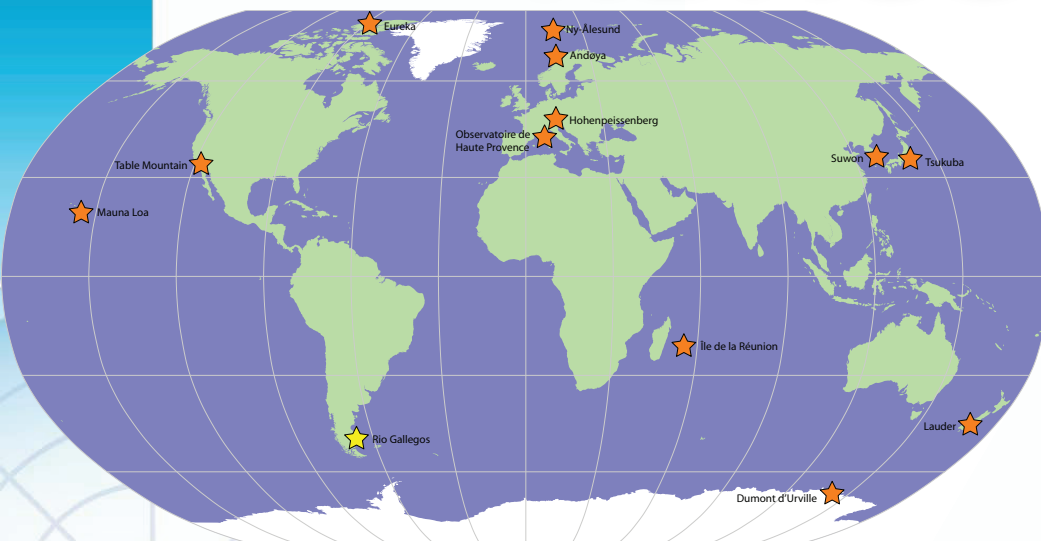 Eureka
Ny-Ålesund
Andøya
Hohenpeissenberg
Observatoire de
Haute Provence
Table Mountain
Suwon
Tsukuba
Mauna Loa
Île de la Réunion
Lauder
Rio Gallegos
Dumont d'Urville